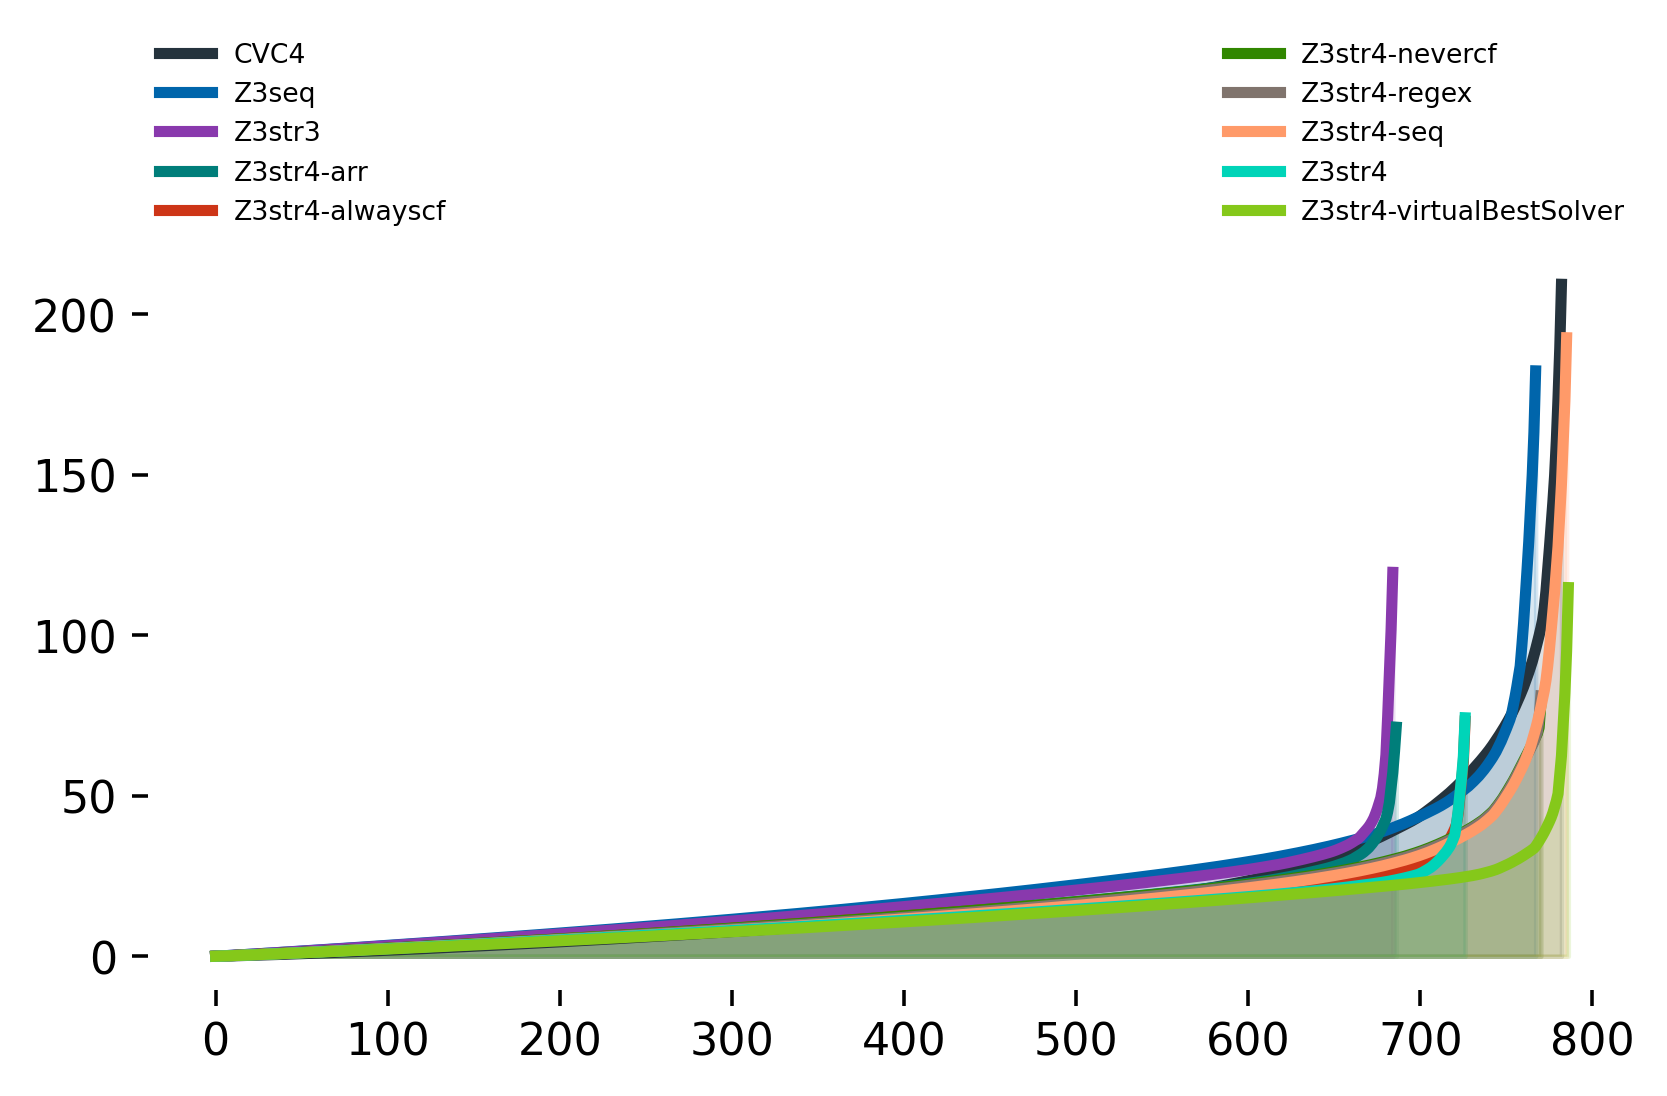 CVC4
Z3seq
Z3str3
Z3str4-arr
Z3str4-alwayscf
Z3str4-nevercf
Z3str4-regex
Z3str4-seq
Z3str4
Z3str4-virtualBestSolver
200
150
100
50
0
0 100 200 300 400 500 600 700 800